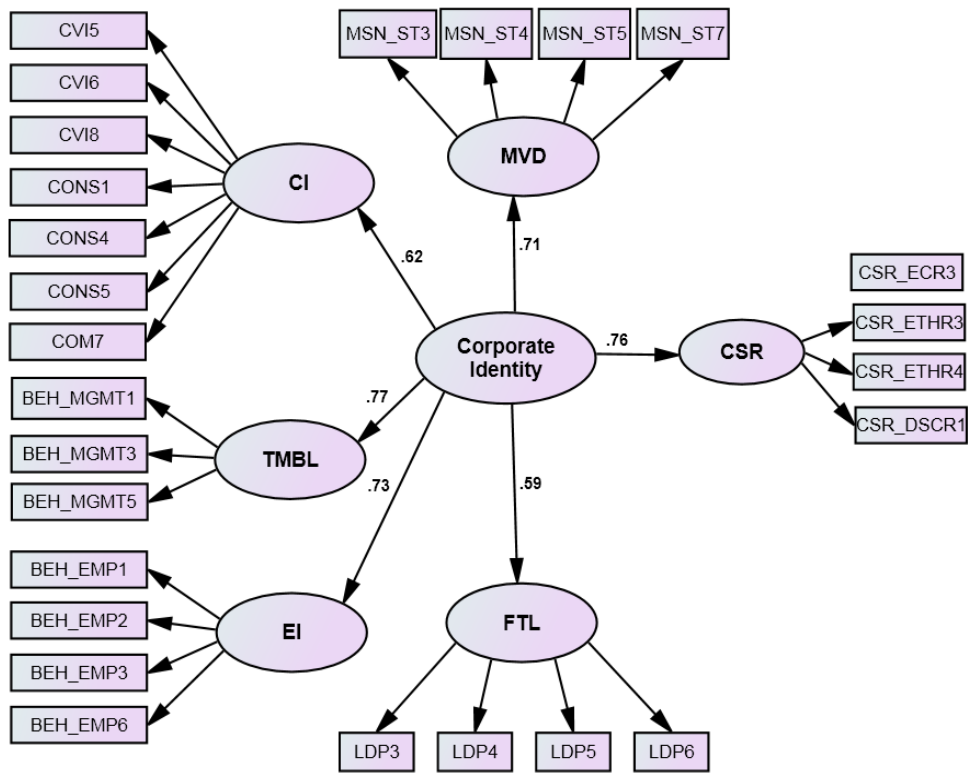 CVI5
CVI6
CVI8
CONS1
CONS4
CONS5
COM7
CI
MSN_ST3
MSN_ST4
MSN_ST5
MSN_ST7
MVD
.62
.71
Corporate
Identity
.76
CSR
CSR_ECR3
CSR_ETHR3
CSR_ETHR4
CSR_DSCR1
BEH_MGMT1
BEH_MGMT3
BEH_MGMT5
TMBL
.77
.73
.59
BEH_EMP1
BEH_EMP2
BEH_EMP3
BEH_EMP6
EI
FTL
LDP3
LDP4
LDP5
LDP6